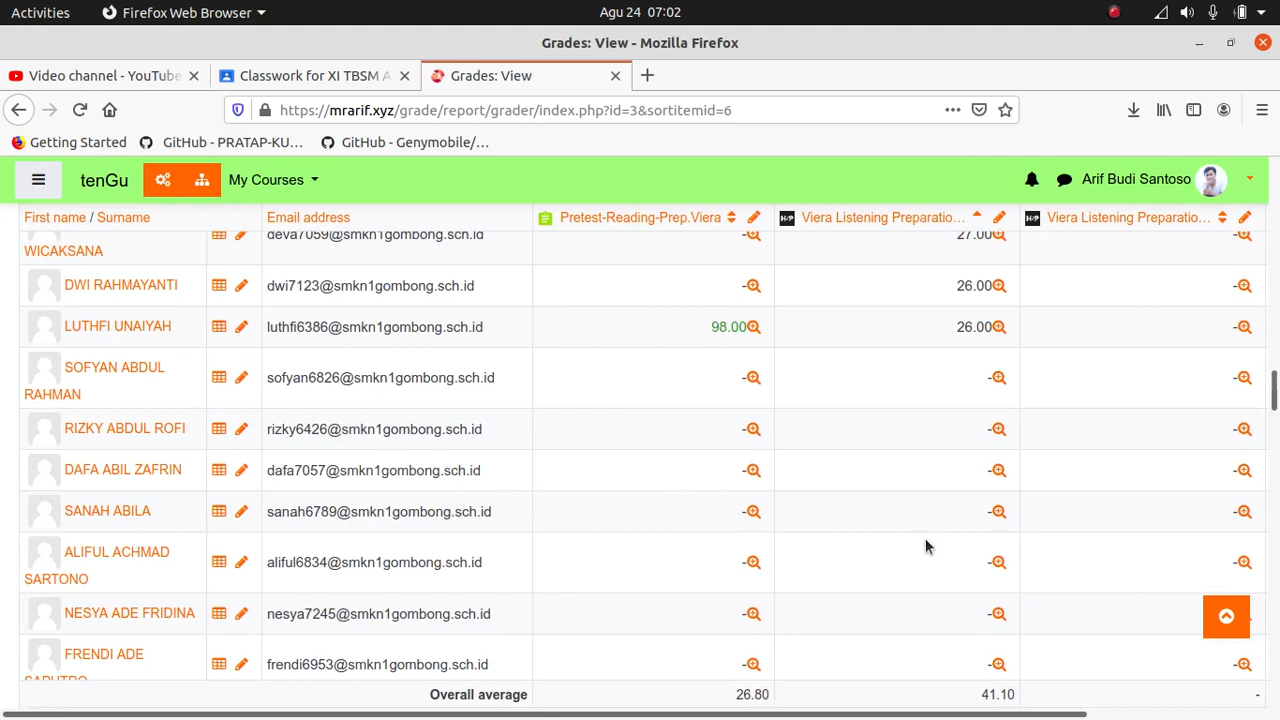 Activities Firefox Web Browser Agu 24 07:02
Grades: View - Mozilla Firefox
Video channel - YouTube Classwork for XI TBSM A Grades: View
https://mrarif.xyz/grade/report/grader/index.php?id=3&sortitemid=6
Getting Started GitHub - PRATAP-KU... GitHub - Genymobile/...
tenGu My Courses Arif Budi Santoso
First name / Surname Email address Pretest-Reading-Prep.Viera Viera Listening Preparatio... Viera Listening Preparatio...
deva7059@smkn1gombong.sch.id - 27.00 -
WICAKSANA
DWI RAHMAYANTI dwi7123@smkn1gombong.sch.id - 26.00 -
LUTHFI UNAIYAH luthfi6386@smkn1gombong.sch.id 98.00 26.00 -
SOFYAN ABDUL
RAHMAN sofyan6826@smkn1gombong.sch.id - - -
RIZKY ABDUL ROFI rizky6426@smkn1gombong.sch.id - - -
DAFA ABIL ZAFRIN dafa7057@smkn1gombong.sch.id - - -
SANAH ABILA sanah6789@smkn1gombong.sch.id - - -
ALIFUL ACHMAD
SARTONO aliful6834@smkn1gombong.sch.id - - -
NESYA ADE FRIDINA nesya7245@smkn1gombong.sch.id - -
FRENDI ADE
SAPUTRO frendi6953@smkn1gombong.sch.id - - -
Overall average 26.80 41.10 -